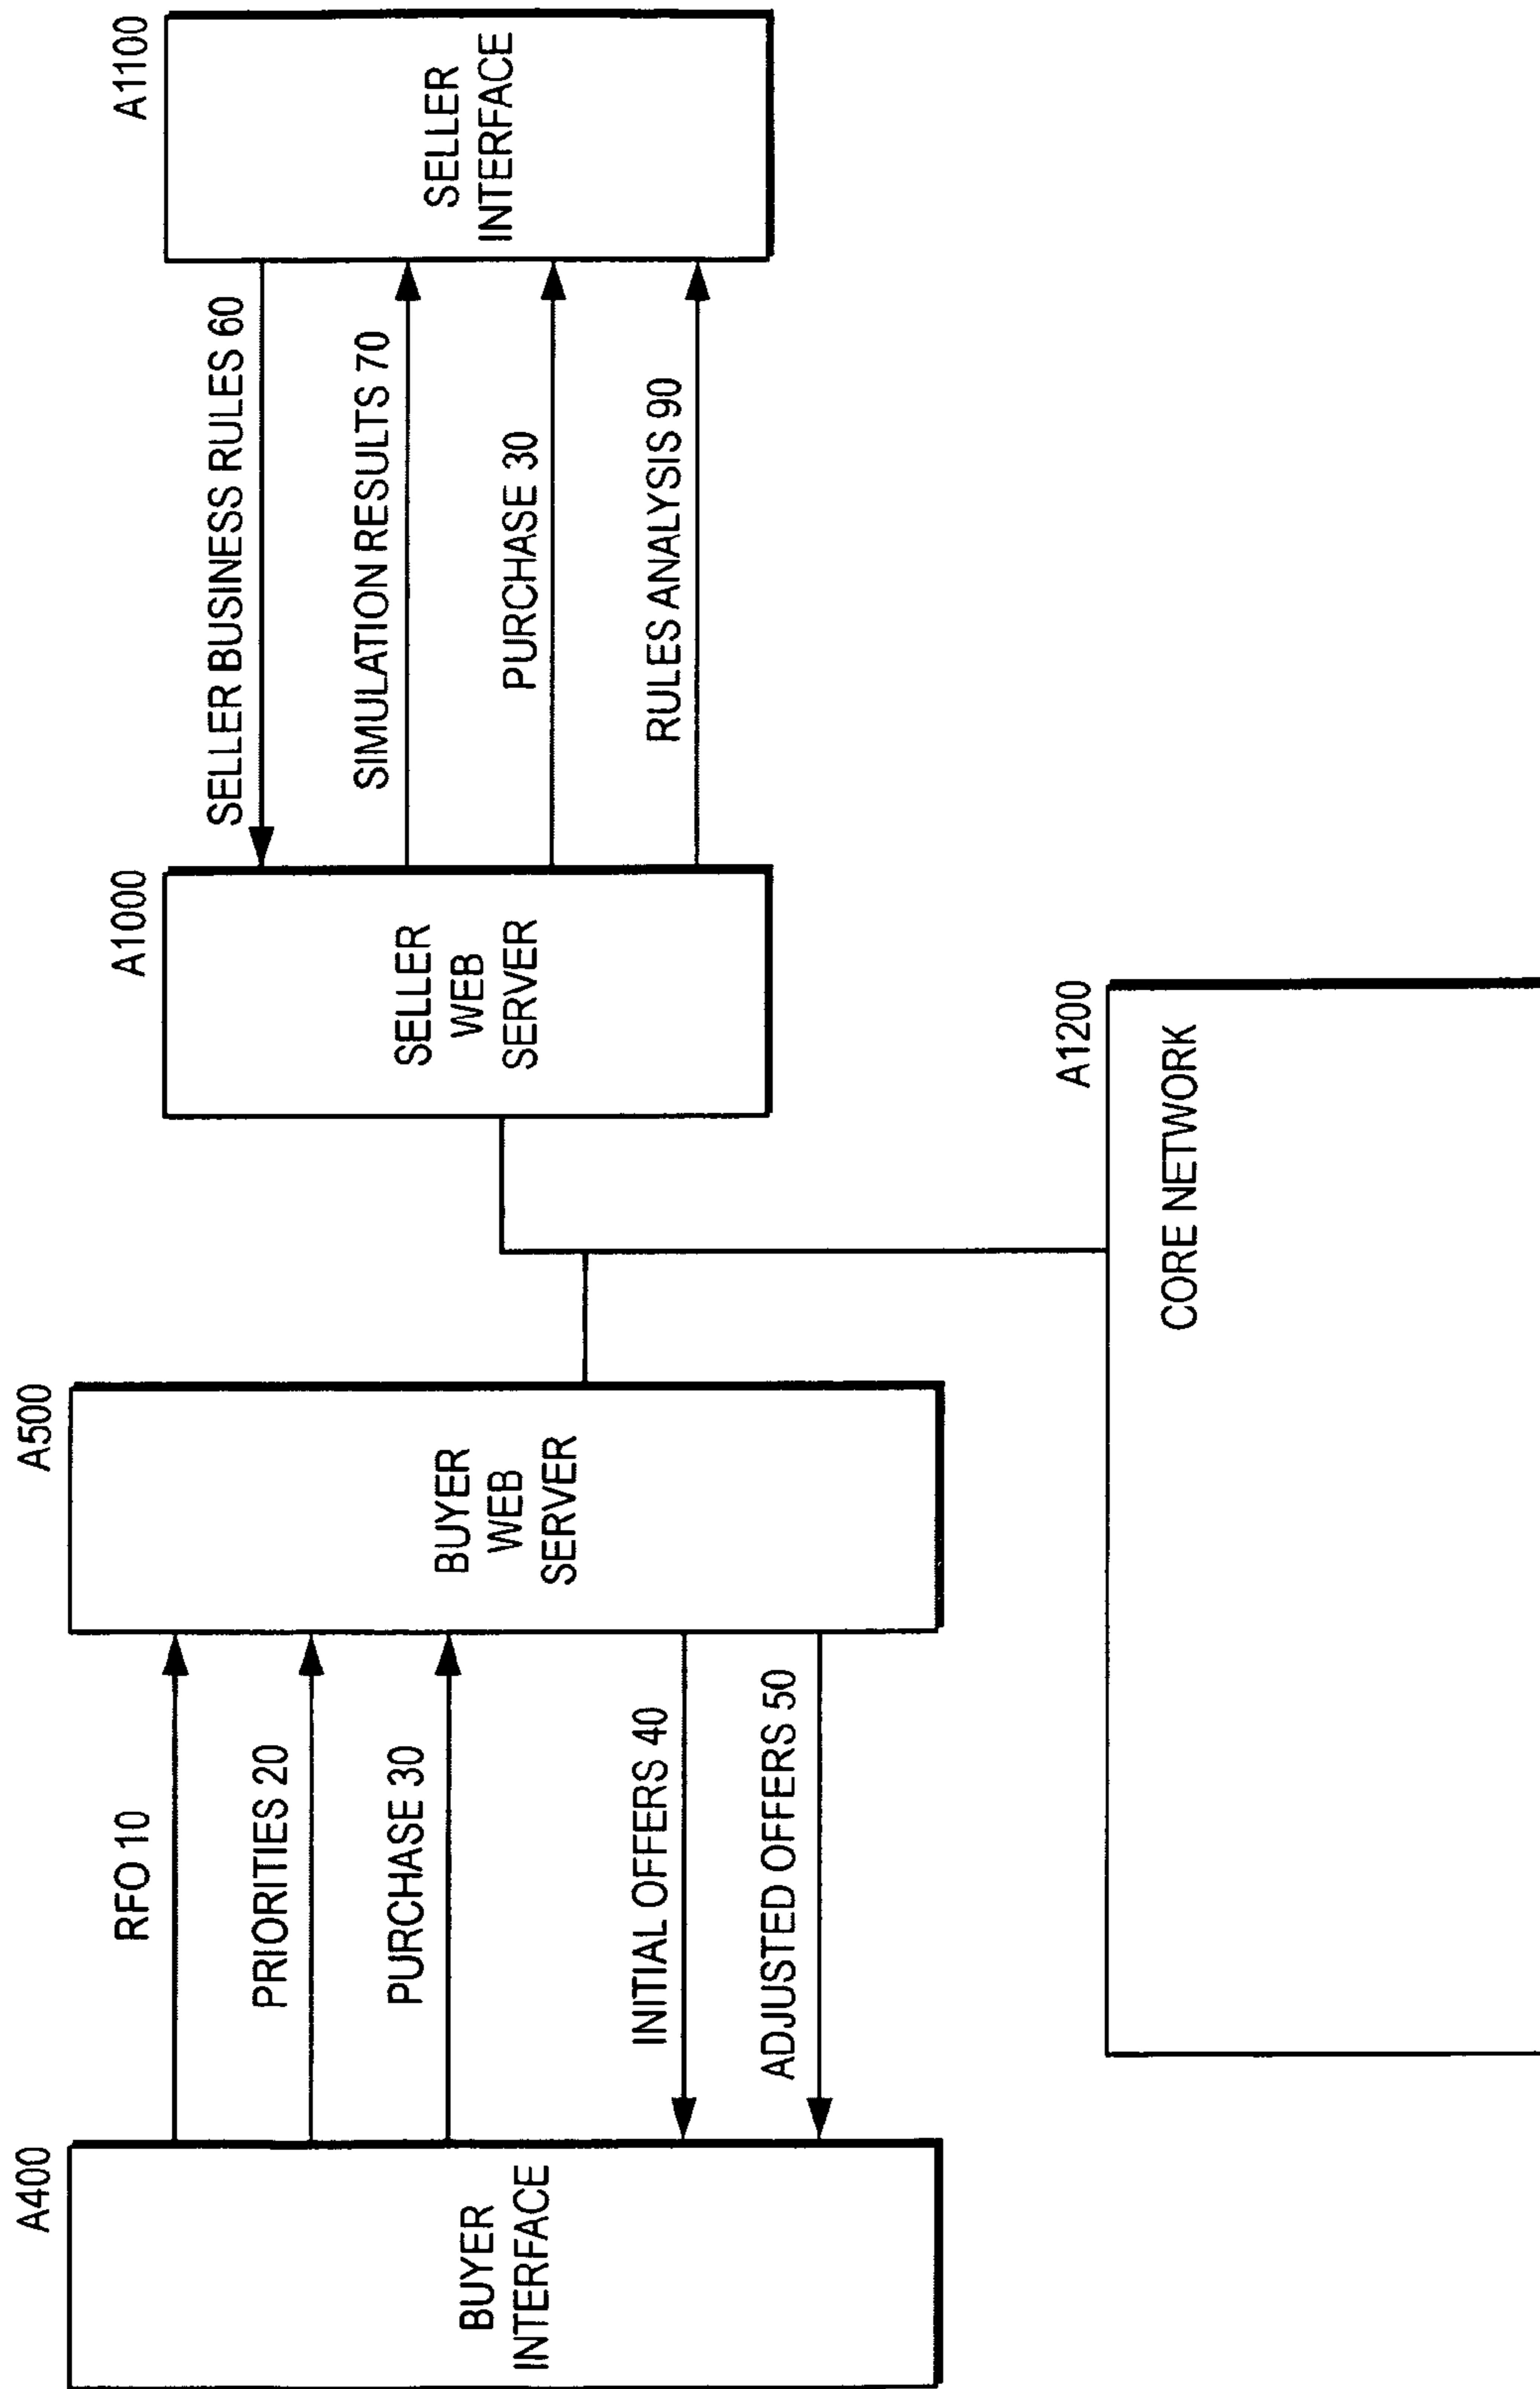 A400
BUYER
INTERFACE
RFO 10
PRIORITIES 20
PURCHASE 30
INITIAL OFFERS 40
ADJUSTED OFFERS 50
A500
BUYER
WEB
SERVER
A1000
SELLER
WEB
SERVER
SELLER BUSINESS RULES 60
SIMULATION RESULTS 70
PURCHASE 30
RULES ANALYSIS 90
A1100
SELLER
INTERFACE
A1200
CORE NETWORK